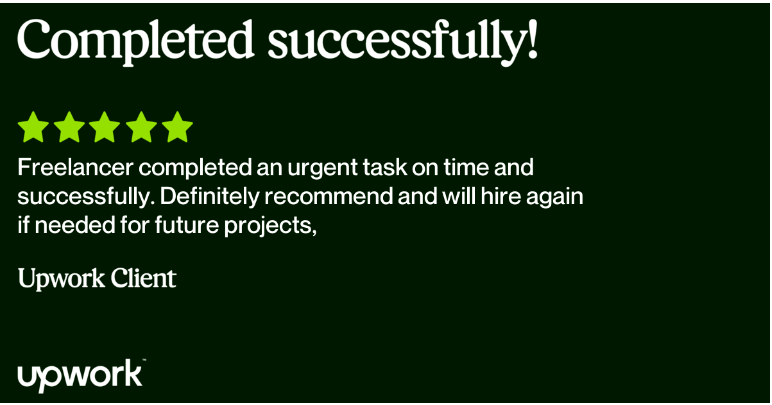 Completed successfully!
Freelancer completed an urgent task on time and
successfully. Definitely recommend and will hire again
if needed for future projects,
Upwork Client
upwork™